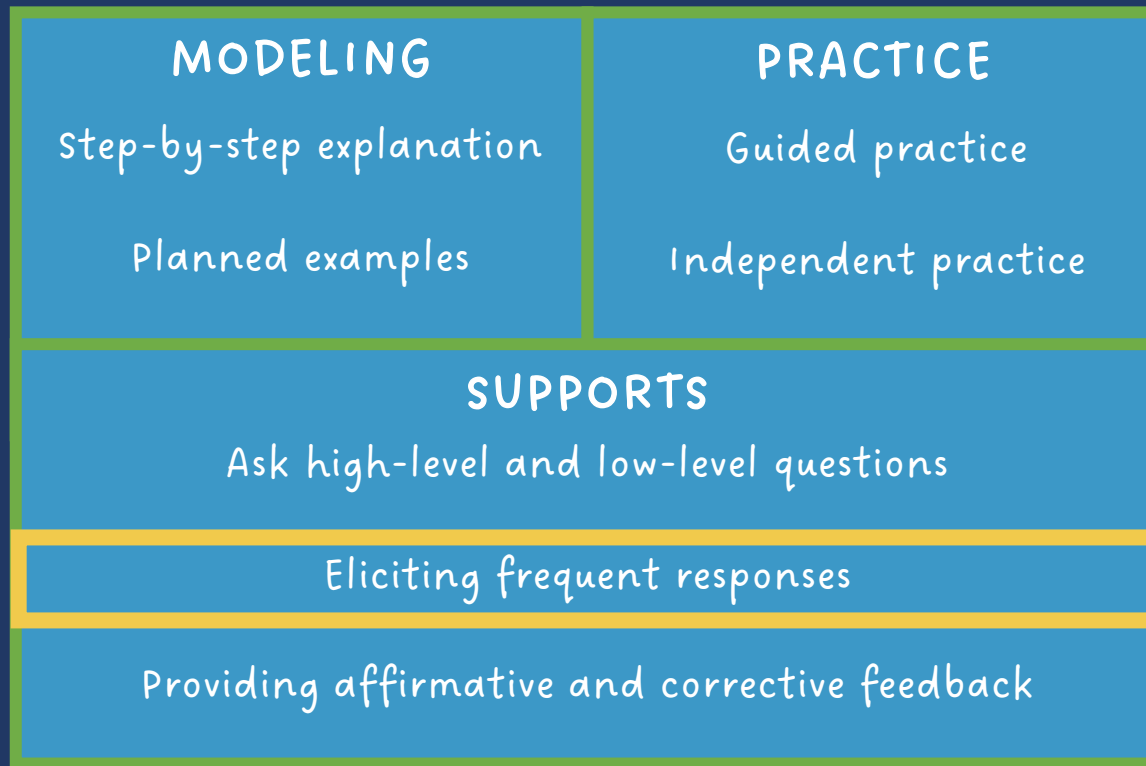 MODELING
Step-by-step explanation
Planned examples
PRACTICE
Guided practice
Independent practice
SUPPORTS
Ask high-level and low-level questions
Eliciting frequent responses
Providing affirmative and corrective feedback